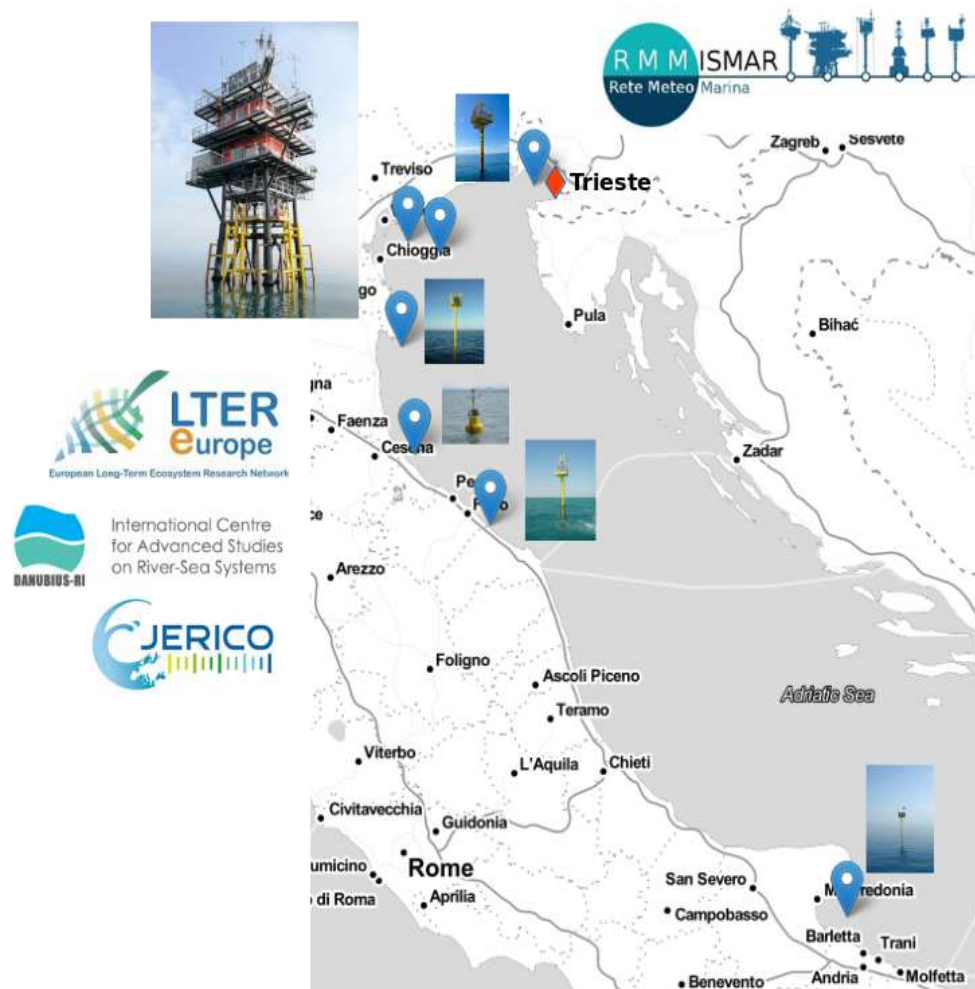 R M M ISMAR
Rete Meteo Marina
Zagreb
Sesvete
Treviso
Trieste
Chioggia
Pula
Bihać
LTER
europe
European Long-Term Ecosystem Research Network
Faenza
Cesena
Zadar
International Centre
for Advanced Studies
on River-Sea Systems
DANUBIUS-RI
Arezzo
JERICO
Foligno
Ascoli Piceno
Adriatic Sea
Teramo
Viterbo
L'Aquila
Chieti
Civitavecchia
Guidonia
Rome
umicino
San Severo
o di Roma
Aprilia
Campobasso
Barletta
Trani
Andria
Molfetta
Benevento